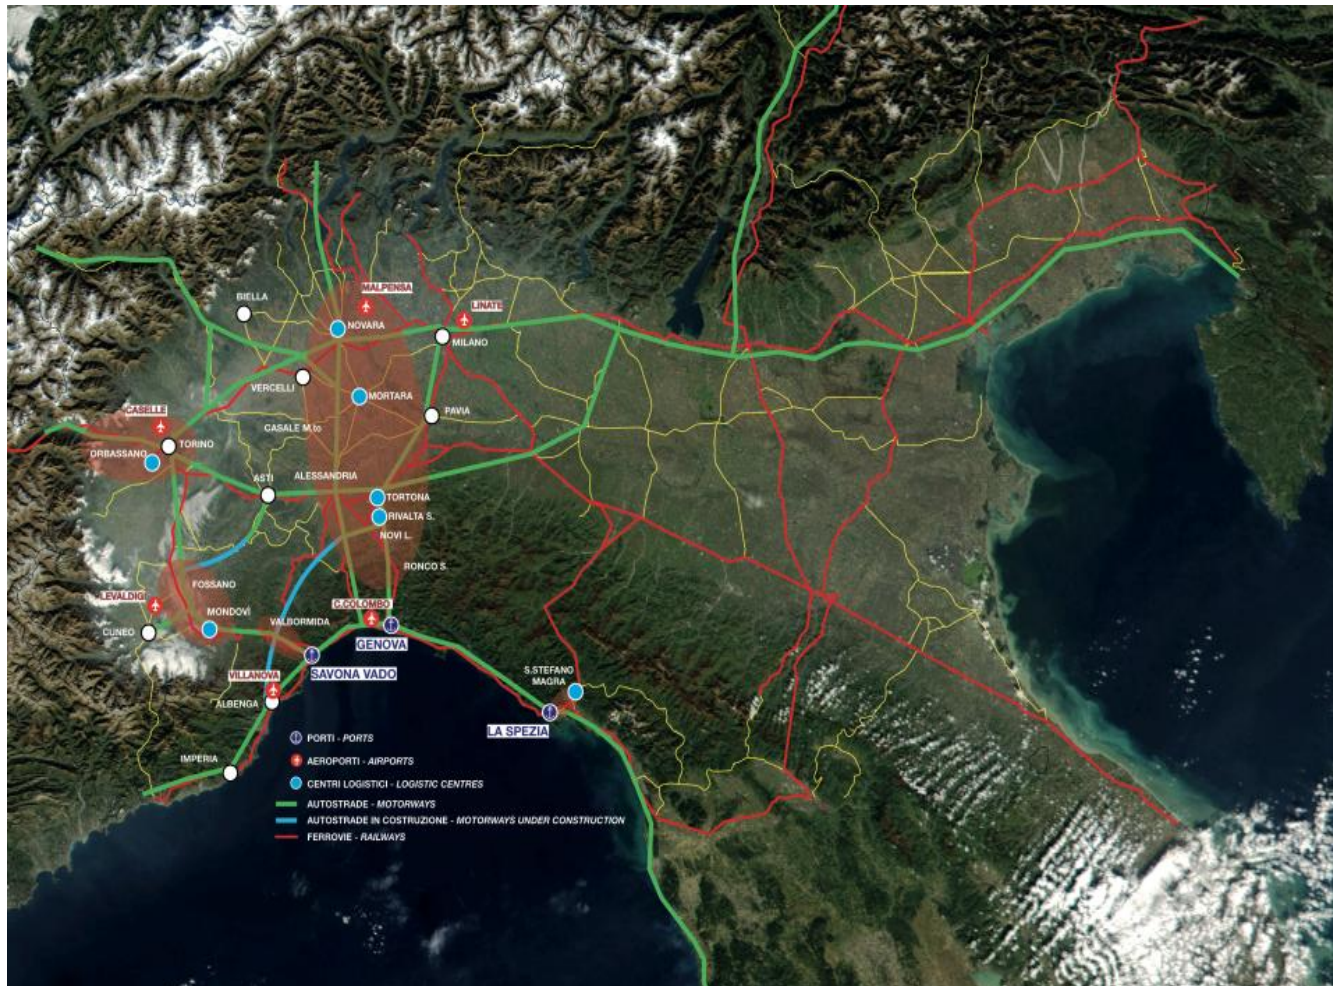 MALPENSA
BIELLA
LINATE
NOVARA
MILANO
VERCELLI
MORTARA
CASELLE
PAVIA
CASALE M.to
TORINO
ORBASSANO
ASTI
ALESSANDRIA
TORTONA
RIVALTA S.
NOVI L.
RONCO S.
FOSSANO
LEVALDIGI
C.COLOMBO
MONDOVÌ
VALBORMIDA
CUNEO
GENOVA
SAVONA VADO
VILLANOVA
S.STEFANO
MAGRA
ALBENGA
LA SPEZIA
IMPERIA
PORTI - PORTS
AEROPORTI - AIRPORTS
CENTRI LOGISTICI - LOGISTIC CENTRES
AUTOSTRADE - MOTORWAYS
AUTOSTRADE IN COSTRUZIONE - MOTORWAYS UNDER CONSTRUCTION
FERROVIE - RAILWAYS